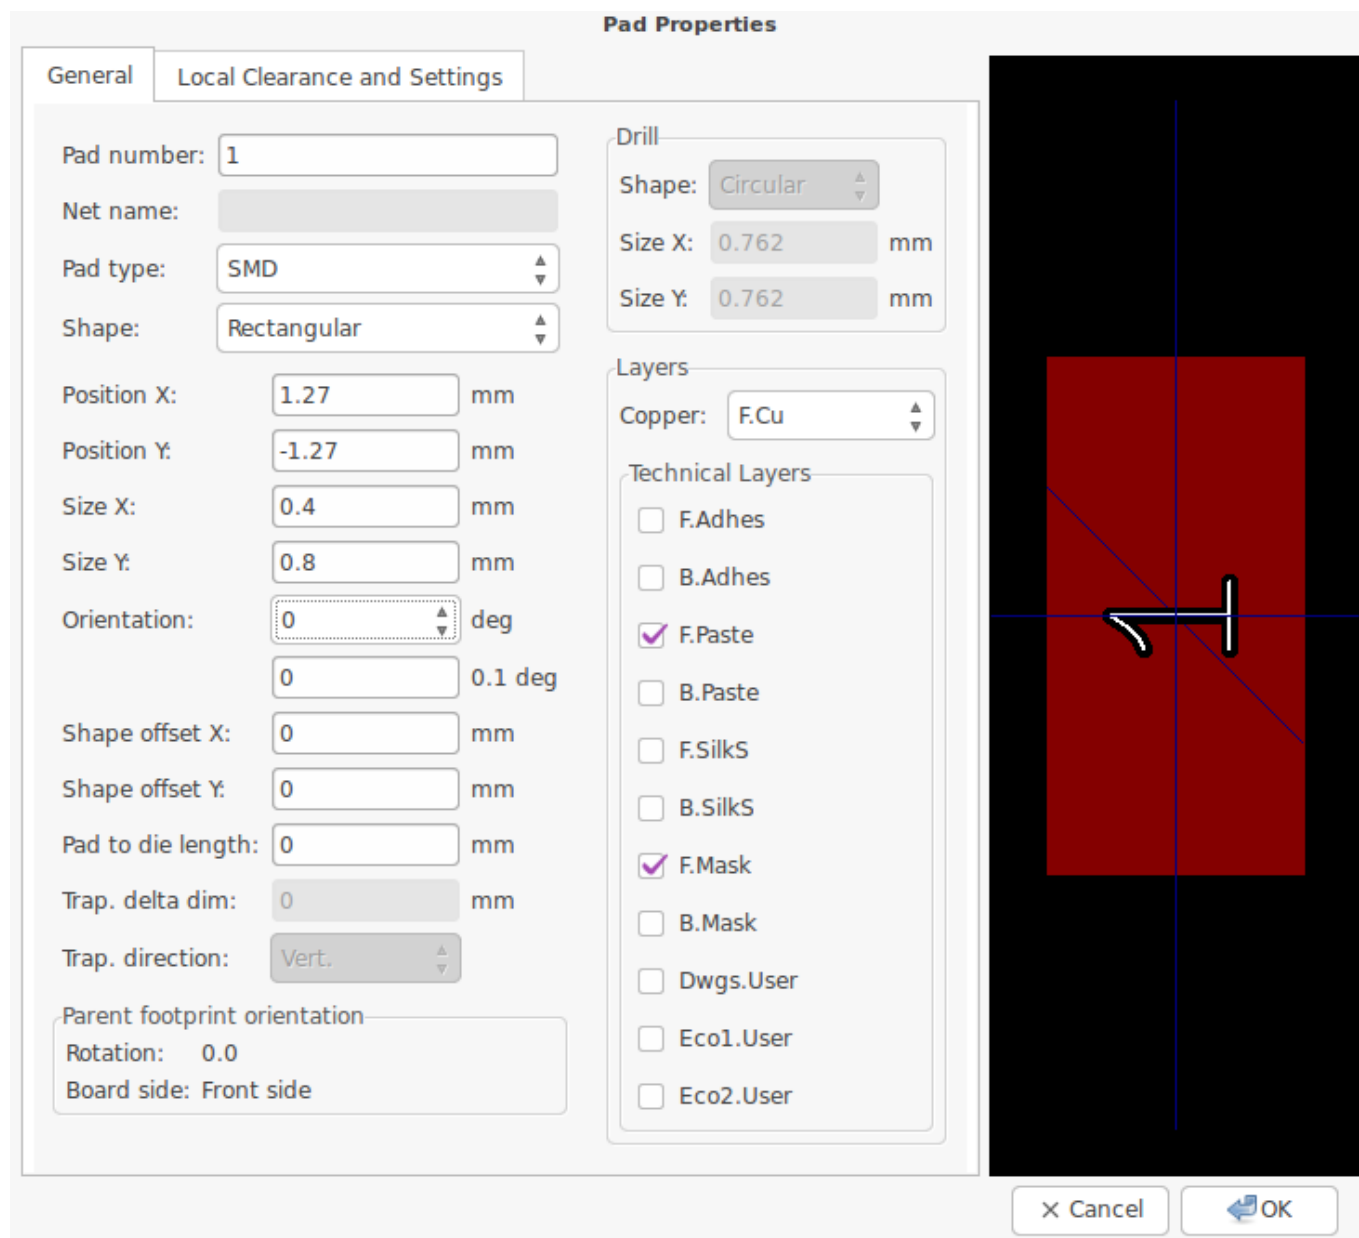 Pad Properties
General
Local Clearance and Settings
Pad number: 1
Net name:
Pad type: SMD
Shape: Rectangular
Position X: 1.27 mm
Position Y: -1.27 mm
Size X: 0.4 mm
Size Y: 0.8 mm
Orientation: 0 deg
0 0.1 deg
Shape offset X: 0 mm
Shape offset Y: 0 mm
Pad to die length: 0 mm
Trap. delta dim: 0 mm
Trap. direction: Vert.
Parent footprint orientation
Rotation: 0.0
Board side: Front side
Drill
Shape: Circular
Size X: 0.762 mm
Size Y: 0.762 mm
Layers
Copper: F.Cu
Technical Layers
F.Adhes
B.Adhes
F.Paste
B.Paste
F.SilkS
B.SilkS
F.Mask
B.Mask
Dwgs.User
Eco1.User
Eco2.User
1
Cancel
OK